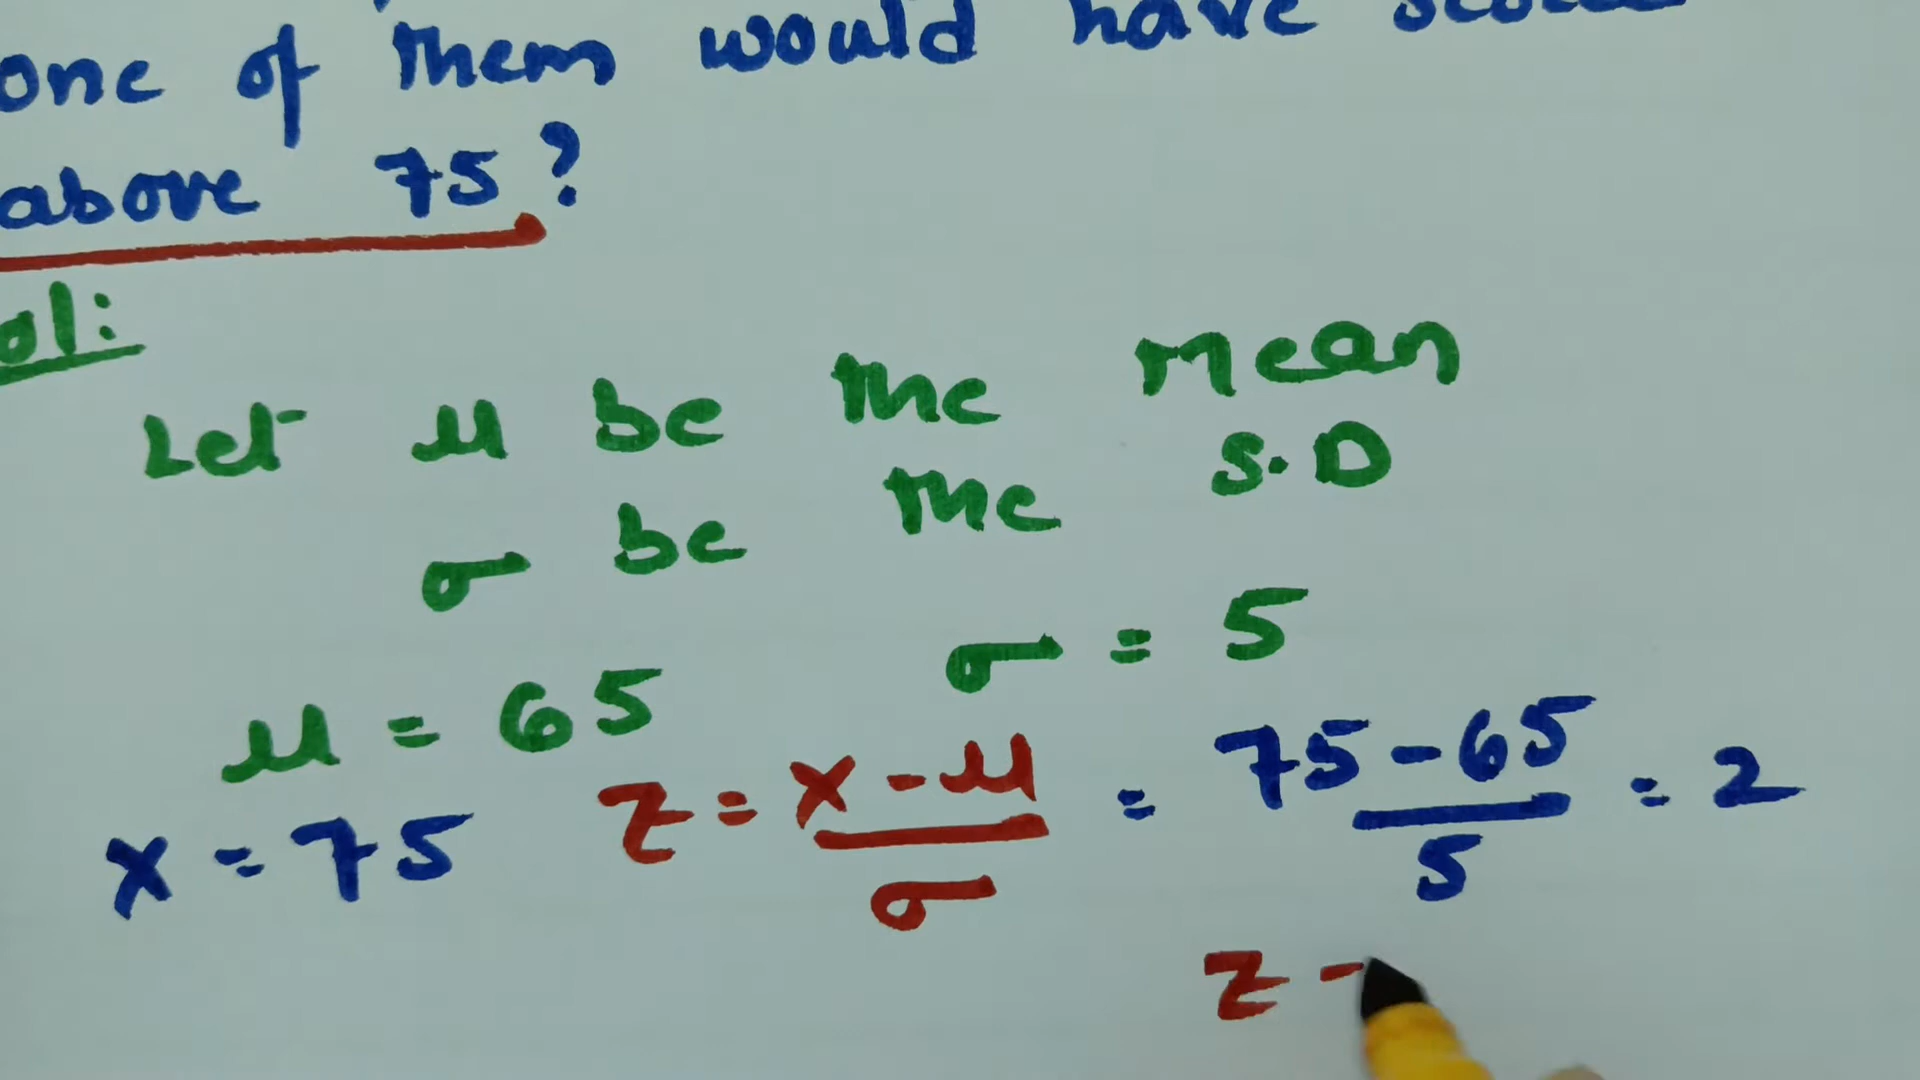 one of them would have
above 75?
ol:
Let μ be the Mean
σ be the S.D
μ = 65 σ = 5
x = 75 z = x - μ / σ = 75 - 65 / 5 = 2
z -